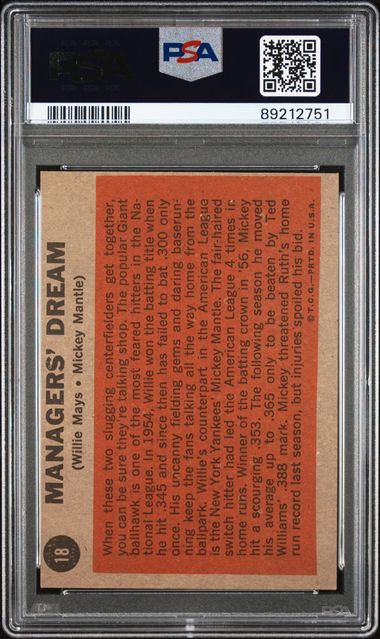 PSA
PSA
89212751
18
MANAGERS' DREAM
(Willie Mays • Mickey Mantle)
When these two slugging centerfielders get together,
you can be sure they're talking shop. The popular Giant
ballhawk is one of the most feared hitters in the Na-
tional League. In 1954, Willie won the batting title when
he hit .345 and since then has failed to bat .300 only
once. His uncanny fielding gems and daring baserun-
ning keep the fans talking all the way home from the
ballpark. Willie's counterpart in the American League
is the New York Yankees' Mickey Mantle. The fair-haired
switch hitter had led the American League 4 times in
home runs. Winner of the batting crown in '56, Mickey
hit a scourging .353. The following season he moved
his average up to .365 only to be beaten by Ted
Williams' .388 mark. Mickey threatened Ruth's home
run record last season, but injuries spoiled his bid.
© T.C.G.—PRTD. IN U.S.A.